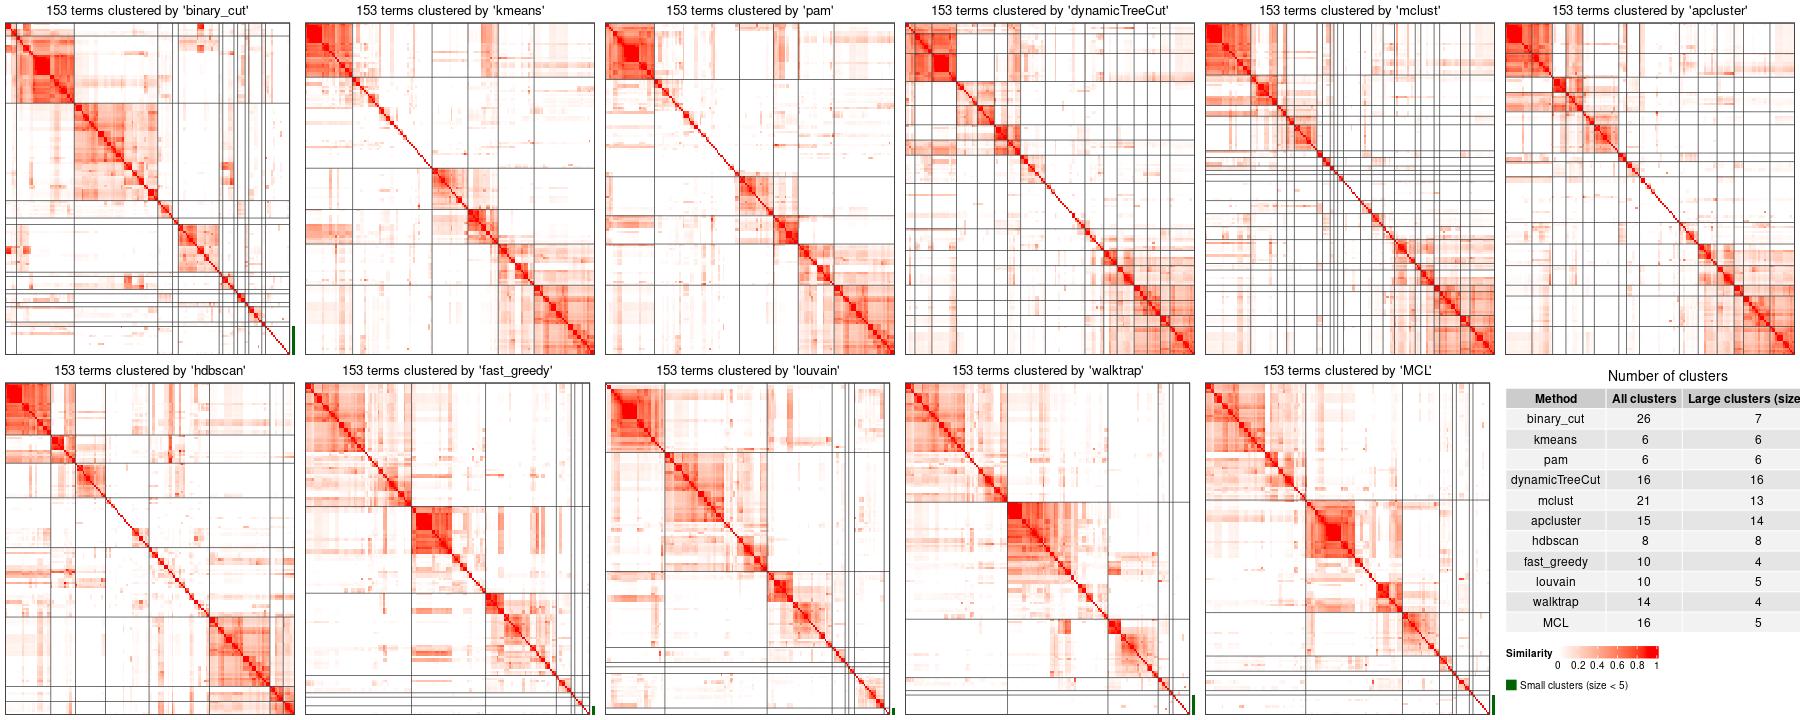 153 terms clustered by 'binary_cut'
153 terms clustered by 'kmeans'
153 terms clustered by 'pam'
153 terms clustered by 'dynamicTreeCut'
153 terms clustered by 'mclust'
153 terms clustered by 'apcluster'
153 terms clustered by 'hdbscan'
153 terms clustered by 'fast_greedy'
153 terms clustered by 'louvain'
153 terms clustered by 'walktrap'
153 terms clustered by 'MCL'
Number of clusters
Method All clusters Large clusters (size
binary_cut 26 7
kmeans 6 6
pam 6 6
dynamicTreeCut 16 16
mclust 21 13
apcluster 15 14
hdbscan 8 8
fast_greedy 10 4
louvain 10 5
walktrap 14 4
MCL 16 5
Similarity
0 0.2 0.4 0.6 0.8 1
Small clusters (size < 5)